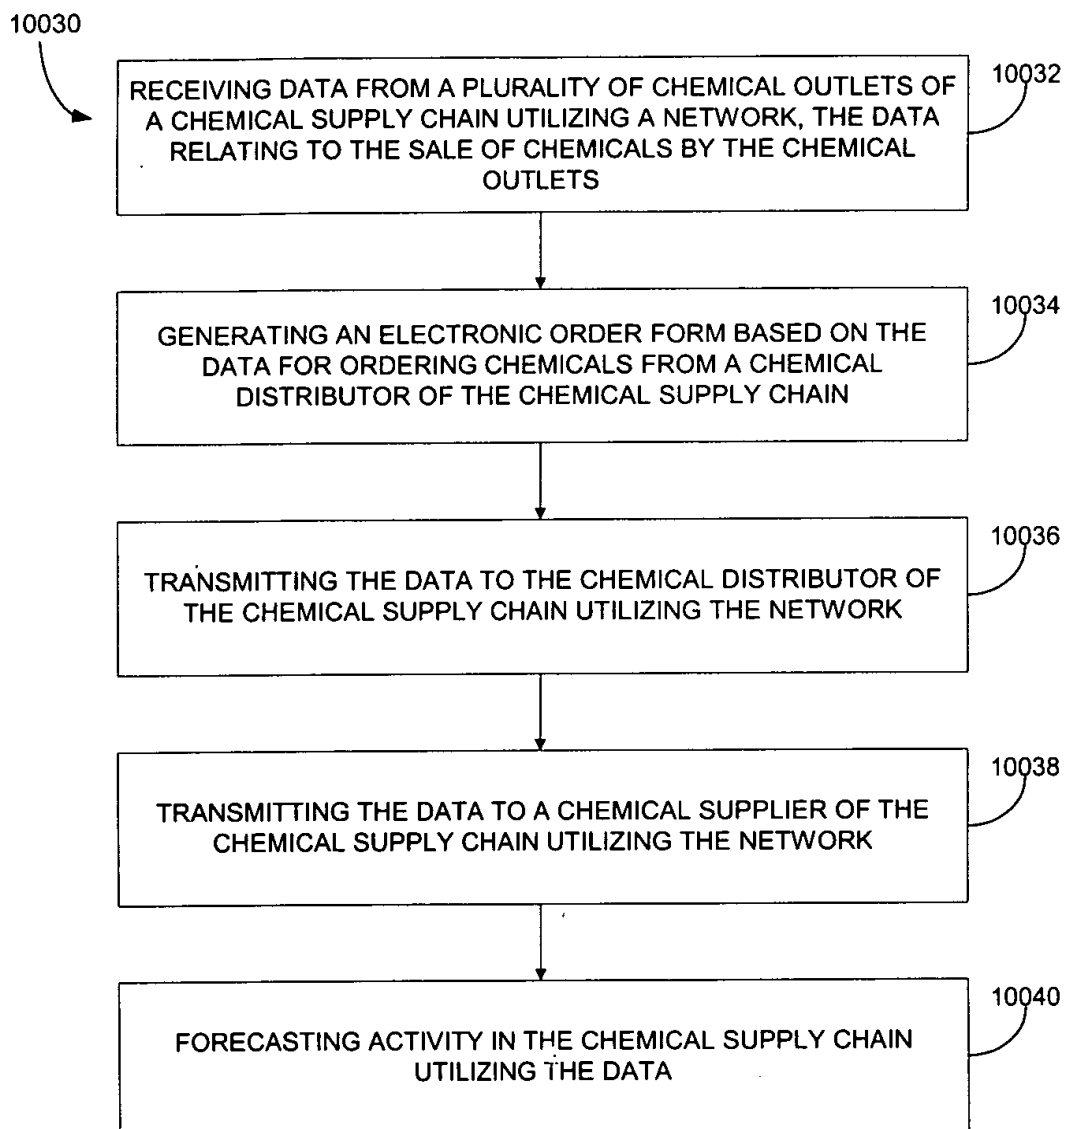 10030
10032
RECEIVING DATA FROM A PLURALITY OF CHEMICAL OUTLETS OF
A CHEMICAL SUPPLY CHAIN UTILIZING A NETWORK, THE DATA
RELATING TO THE SALE OF CHEMICALS BY THE CHEMICAL
OUTLETS
10034
GENERATING AN ELECTRONIC ORDER FORM BASED ON THE
DATA FOR ORDERING CHEMICALS FROM A CHEMICAL
DISTRIBUTOR OF THE CHEMICAL SUPPLY CHAIN
10036
TRANSMITTING THE DATA TO THE CHEMICAL DISTRIBUTOR OF
THE CHEMICAL SUPPLY CHAIN UTILIZING THE NETWORK
10038
TRANSMITTING THE DATA TO A CHEMICAL SUPPLIER OF THE
CHEMICAL SUPPLY CHAIN UTILIZING THE NETWORK
10040
FORECASTING ACTIVITY IN THE CHEMICAL SUPPLY CHAIN
UTILIZING THE DATA